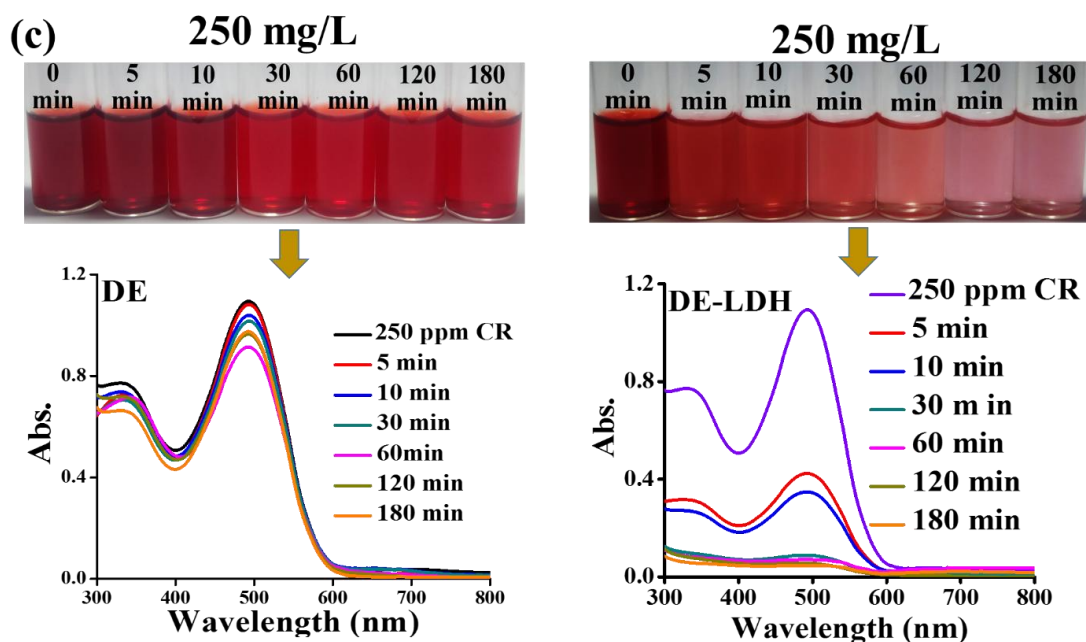 (c)
250 mg/L
0 5 10 30 60 120 180
min min min min min min min
250 mg/L
0 5 10 30 60 120 180
min min min min min min min
DE
Abs.
1.2
0.8
0.4
0.0
300 400 500 600 700 800
Wavelength (nm)
250 ppm CR
5 min
10 min
30 min
60min
120 min
180 min
DE-LDH
Abs.
1.2
0.8
0.4
0.0
300 400 500 600 700 800
Wavelength (nm)
250 ppm CR
5 min
10 min
30 m in
60 min
120 min
180 min